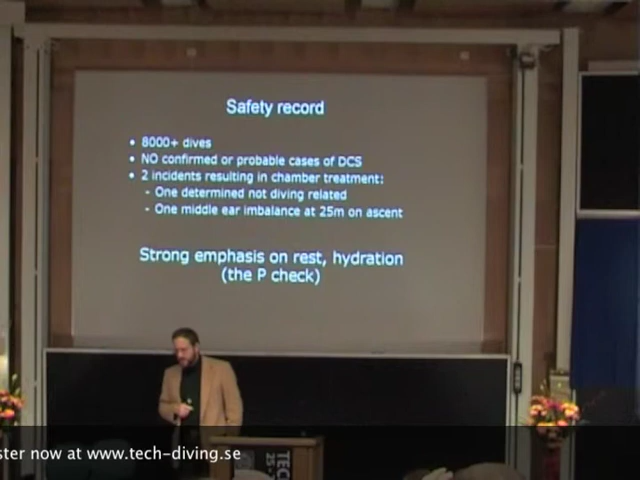 Safety record
• 8000+ dives
• NO confirmed or probable cases of DCS
• 2 incidents resulting in chamber treatment:
- One determined not diving related
- One middle ear imbalance at 25m on ascent
Strong emphasis on rest, hydration
(the P check)
ster now at www.tech-diving.se
TEC
25-